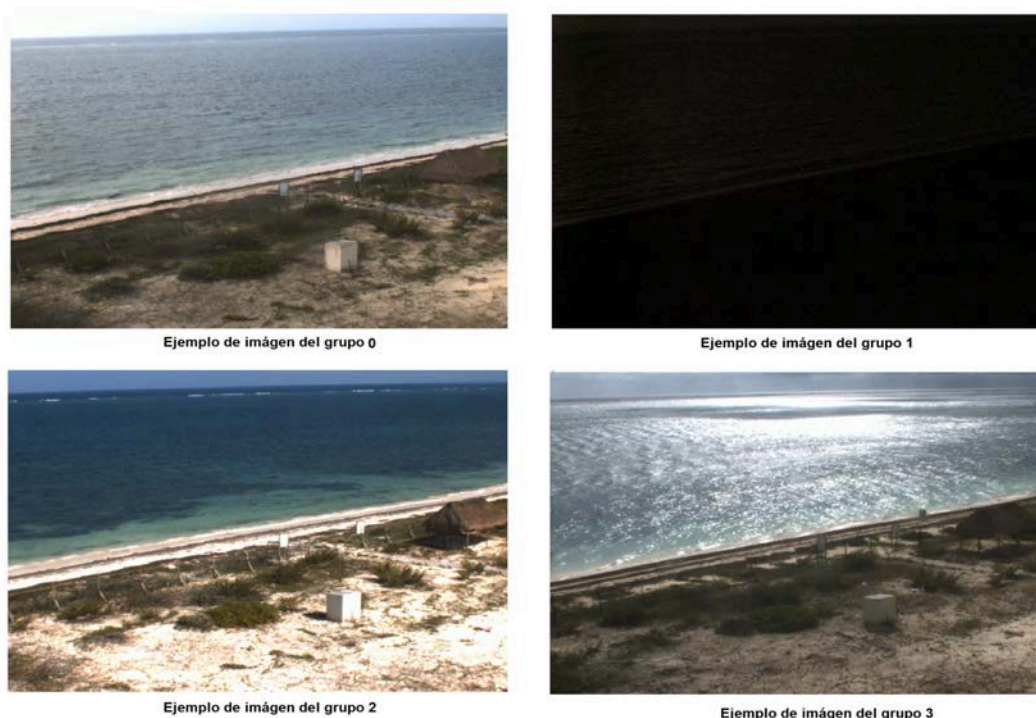 Ejemplo de imágen del grupo 0
Ejemplo de imágen del grupo 1
Ejemplo de imágen del grupo 2
Ejemplo de imágen del grupo 3